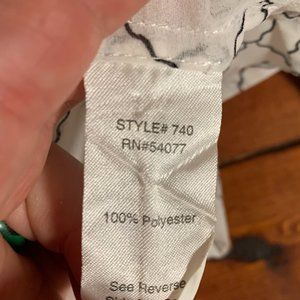 STYLE# 740
RN#54077
100% Polyester
See Reverse